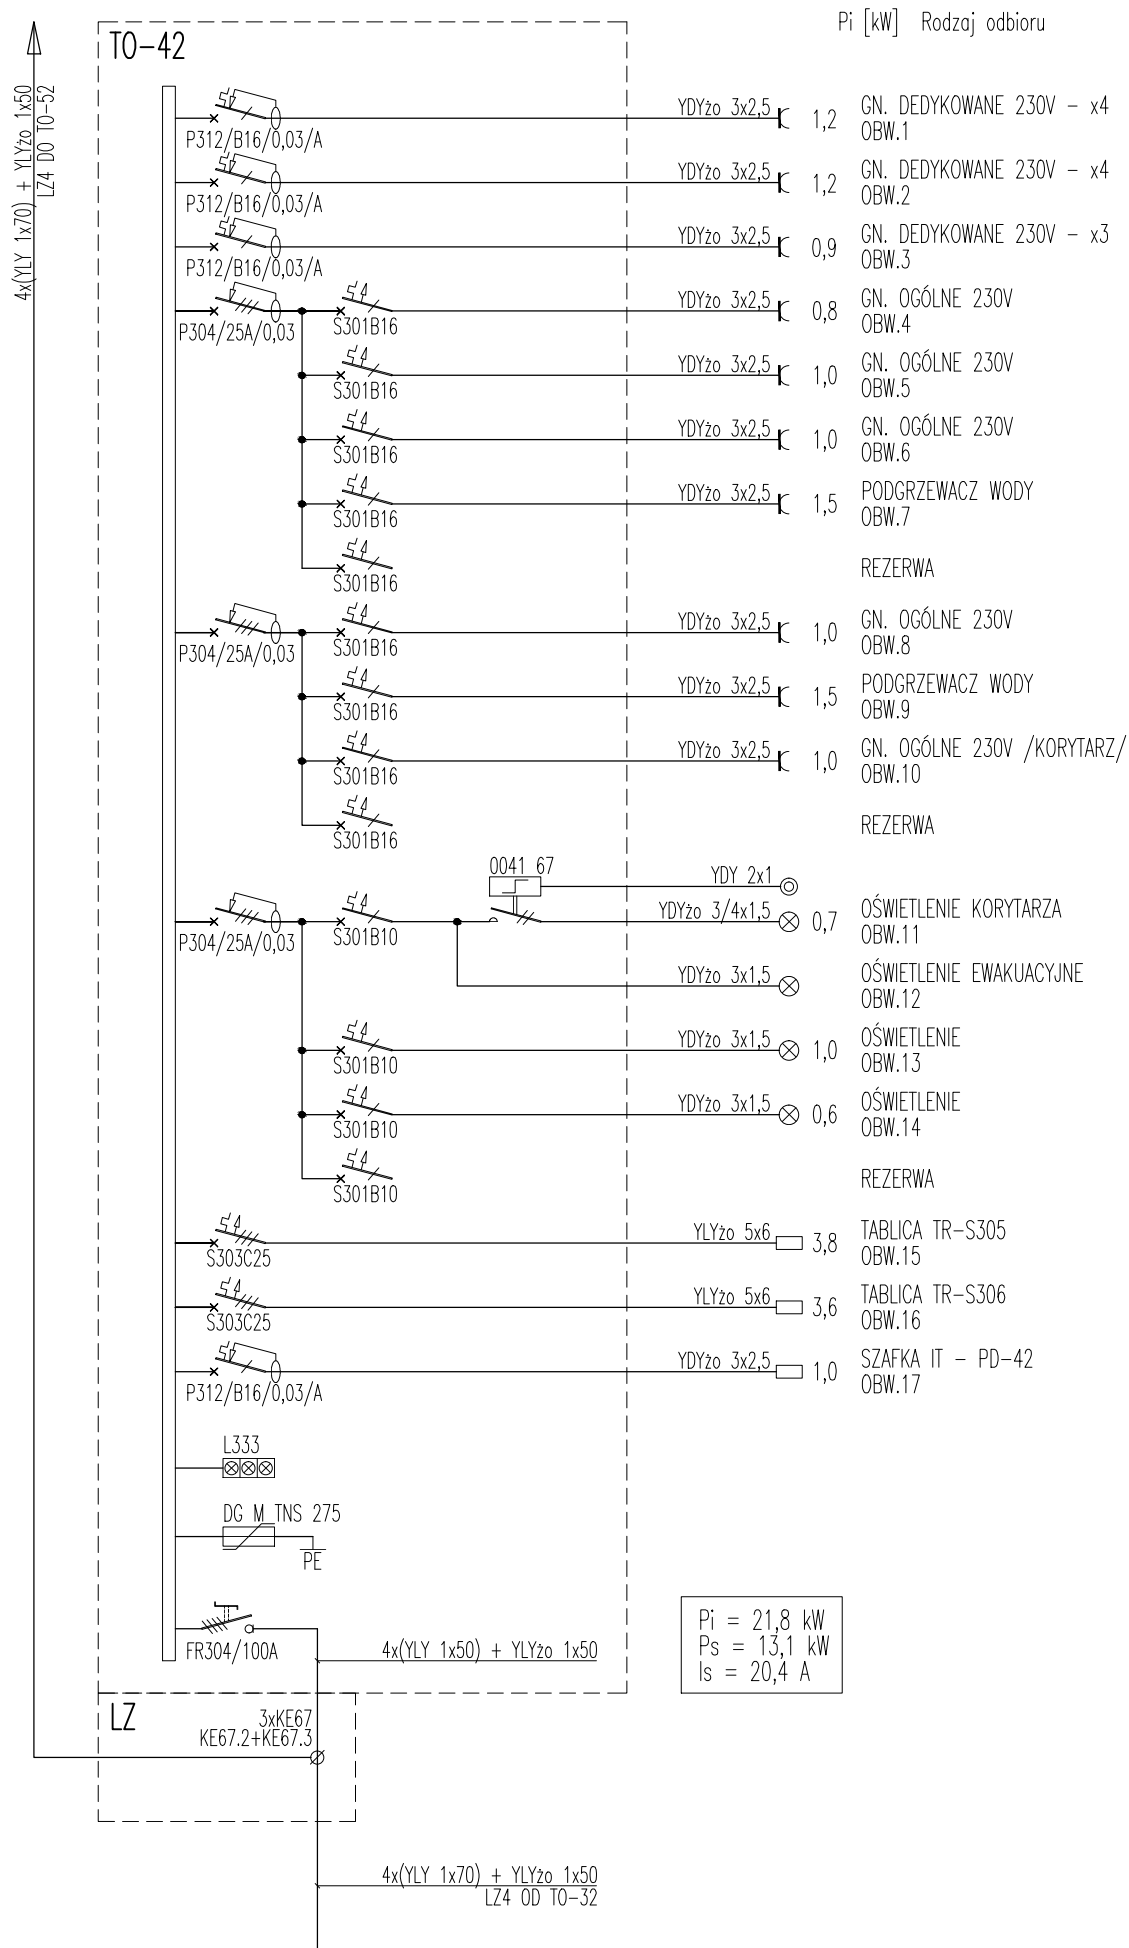 Pi [kW] Rodzaj odbioru
TO-42
4x(YLY 1x70) + YLYżo 1x50
LZ4 DO TO-52
P312/B16/0,03/A
YDYżo 3x2,5
1,2
GN. DEDYKOWANE 230V - x4
OBW.1
P312/B16/0,03/A
YDYżo 3x2,5
1,2
GN. DEDYKOWANE 230V - x4
OBW.2
P312/B16/0,03/A
YDYżo 3x2,5
0,9
GN. DEDYKOWANE 230V - x3
OBW.3
P304/25A/0,03
S301B16
YDYżo 3x2,5
0,8
GN. OGÓLNE 230V
OBW.4
S301B16
YDYżo 3x2,5
1,0
GN. OGÓLNE 230V
OBW.5
S301B16
YDYżo 3x2,5
1,0
GN. OGÓLNE 230V
OBW.6
S301B16
YDYżo 3x2,5
1,5
PODGRZEWACZ WODY
OBW.7
S301B16
REZERWA
P304/25A/0,03
S301B16
YDYżo 3x2,5
1,0
GN. OGÓLNE 230V
OBW.8
S301B16
YDYżo 3x2,5
1,5
PODGRZEWACZ WODY
OBW.9
S301B16
YDYżo 3x2,5
1,0
GN. OGÓLNE 230V /KORYTARZ/
OBW.10
S301B16
REZERWA
0041 67
YDY 2x1
P304/25A/0,03
S301B10
YDYżo 3/4x1,5
0,7
OŚWIETLENIE KORYTARZA
OBW.11
YDYżo 3x1,5
OŚWIETLENIE EWAKUACYJNE
OBW.12
S301B10
YDYżo 3x1,5
1,0
OŚWIETLENIE
OBW.13
S301B10
YDYżo 3x1,5
0,6
OŚWIETLENIE
OBW.14
S301B10
REZERWA
S303C25
YLYżo 5x6
3,8
TABLICA TR-S305
OBW.15
S303C25
YLYżo 5x6
3,6
TABLICA TR-S306
OBW.16
P312/B16/0,03/A
YDYżo 3x2,5
1,0
SZAFKA IT - PD-42
OBW.17
L333
DG M TNS 275
PE
FR304/100A
4x(YLY 1x50) + YLYżo 1x50
Pi = 21,8 kW
Ps = 13,1 kW
Is = 20,4 A
LZ
3xKE67
KE67.2+KE67.3
4x(YLY 1x70) + YLYżo 1x50
LZ4 OD TO-32